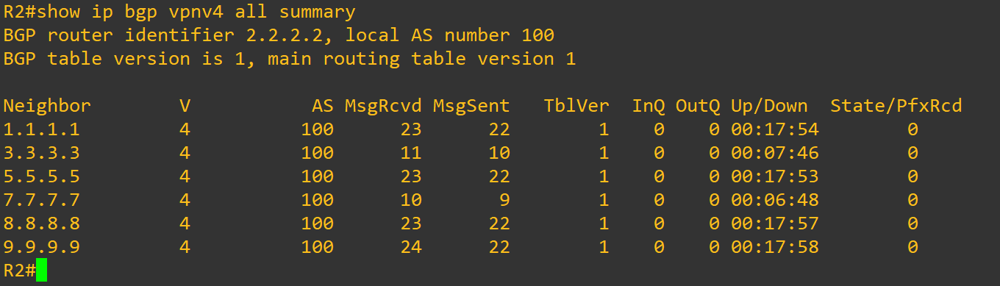 R2#show ip bgp vpnv4 all summary
BGP router identifier 2.2.2.2, local AS number 100
BGP table version is 1, main routing table version 1
Neighbor V AS MsgRcvd MsgSent TblVer InQ OutQ Up/Down State/PfxRcd
1.1.1.1 4 100 23 22 1 0 0 00:17:54 0
3.3.3.3 4 100 11 10 1 0 0 00:07:46 0
5.5.5.5 4 100 23 22 1 0 0 00:17:53 0
7.7.7.7 4 100 10 9 1 0 0 00:06:48 0
8.8.8.8 4 100 23 22 1 0 0 00:17:57 0
9.9.9.9 4 100 24 22 1 0 0 00:17:58 0
R2#